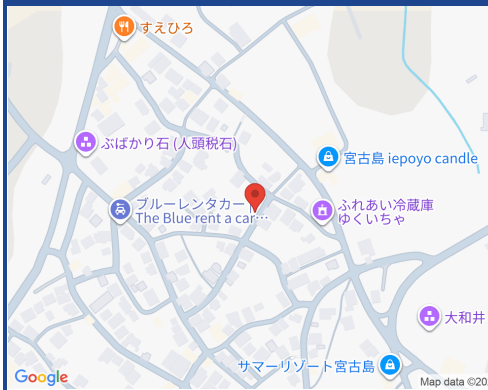 すえひろ
ぶばかり石 (人頭税石)
宮古島 iepoyo candle
ブルーレンタカー |
The Blue rent a car…
ふれあい冷蔵庫
ゆくいちゃ
大和井
サマーリゾート宮古島
Google
Map data ©20